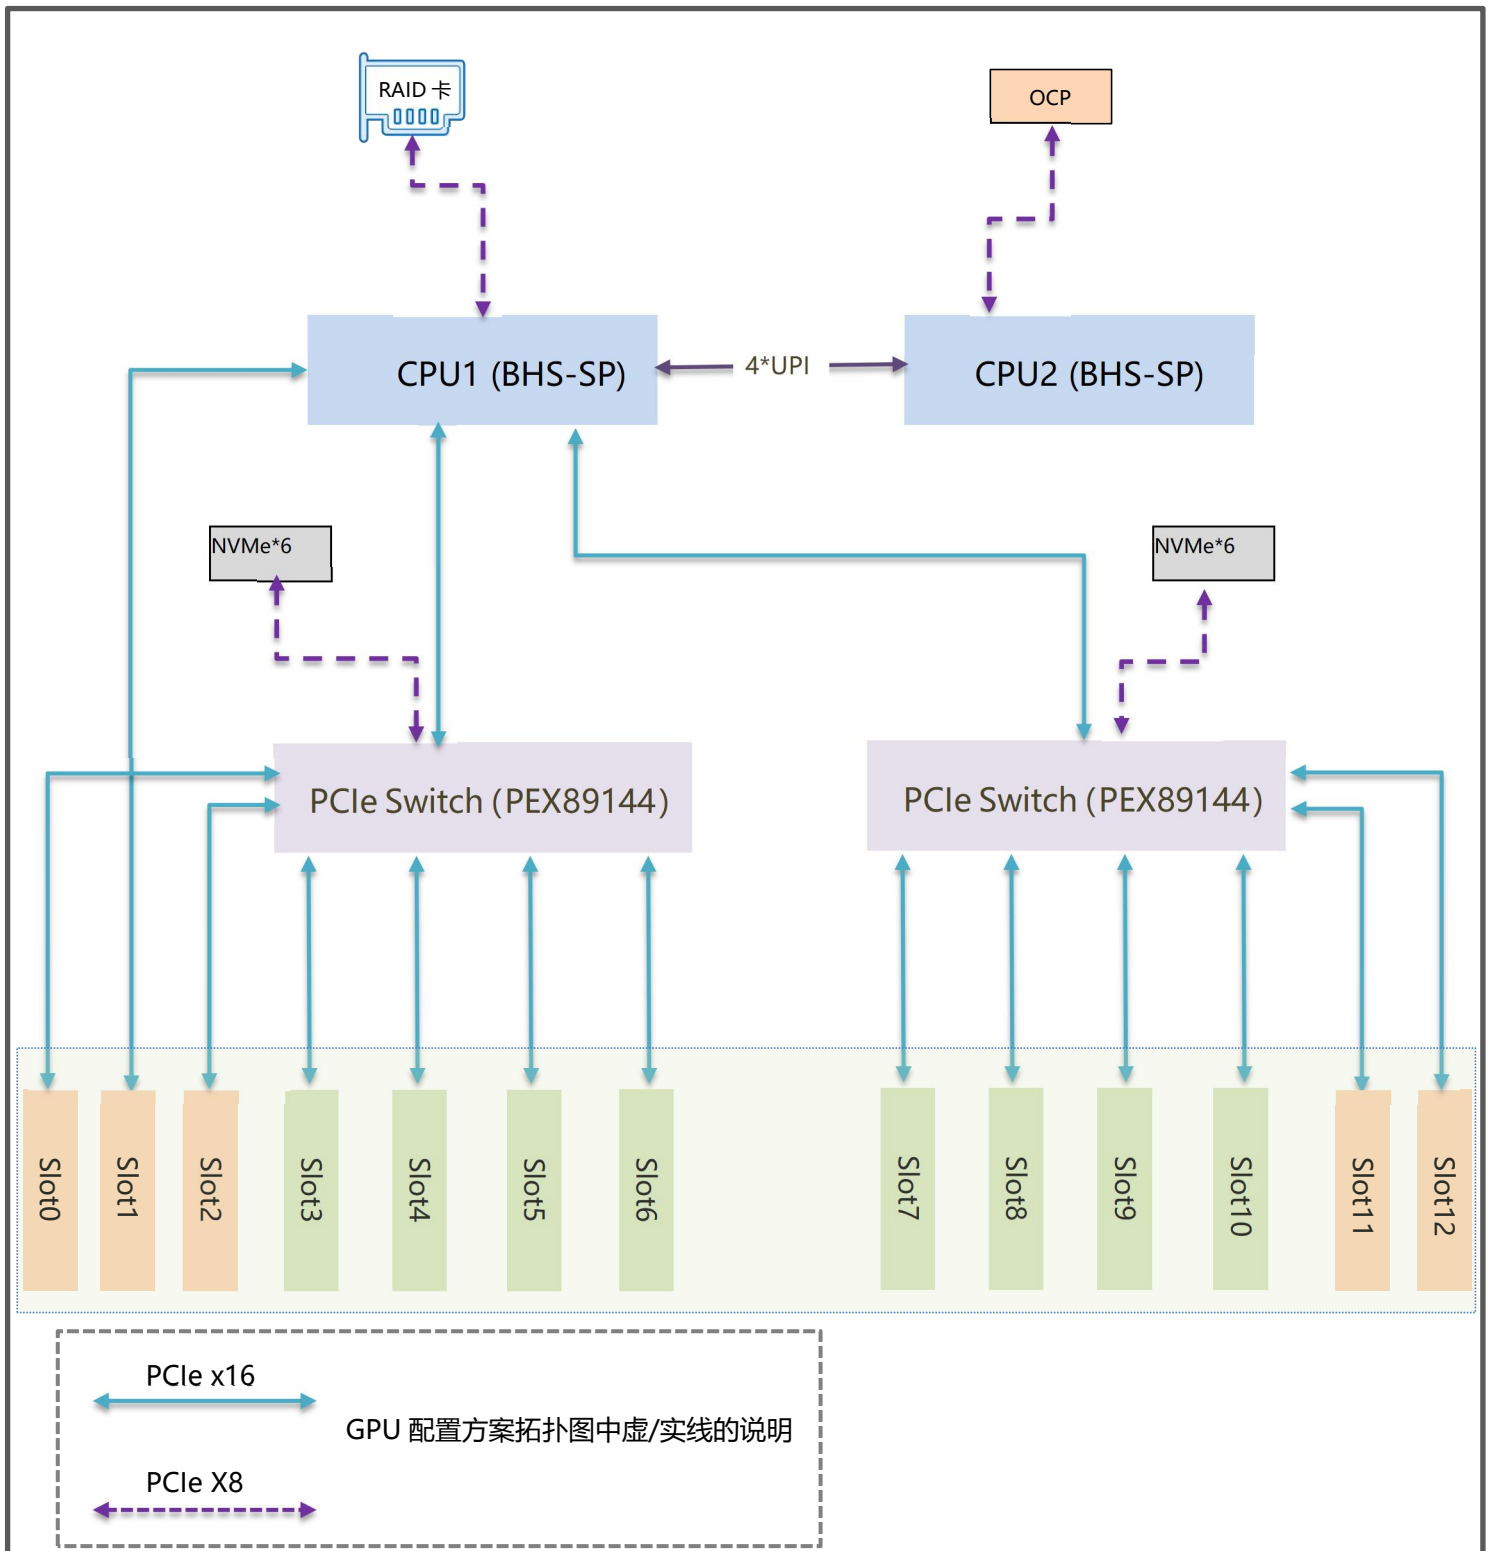 RAID 卡
OCP
CPU1 (BHS-SP)
4*UPI
CPU2 (BHS-SP)
NVMe*6
NVMe*6
PCIe Switch（PEX89144）
PCIe Switch（PEX89144）
Slot0
Slot1
Slot2
Slot3
Slot4
Slot5
Slot6
Slot7
Slot8
Slot9
Slot10
Slot11
Slot12
PCIe x16
GPU 配置方案拓扑图中虚/实线的说明
PCIe X8